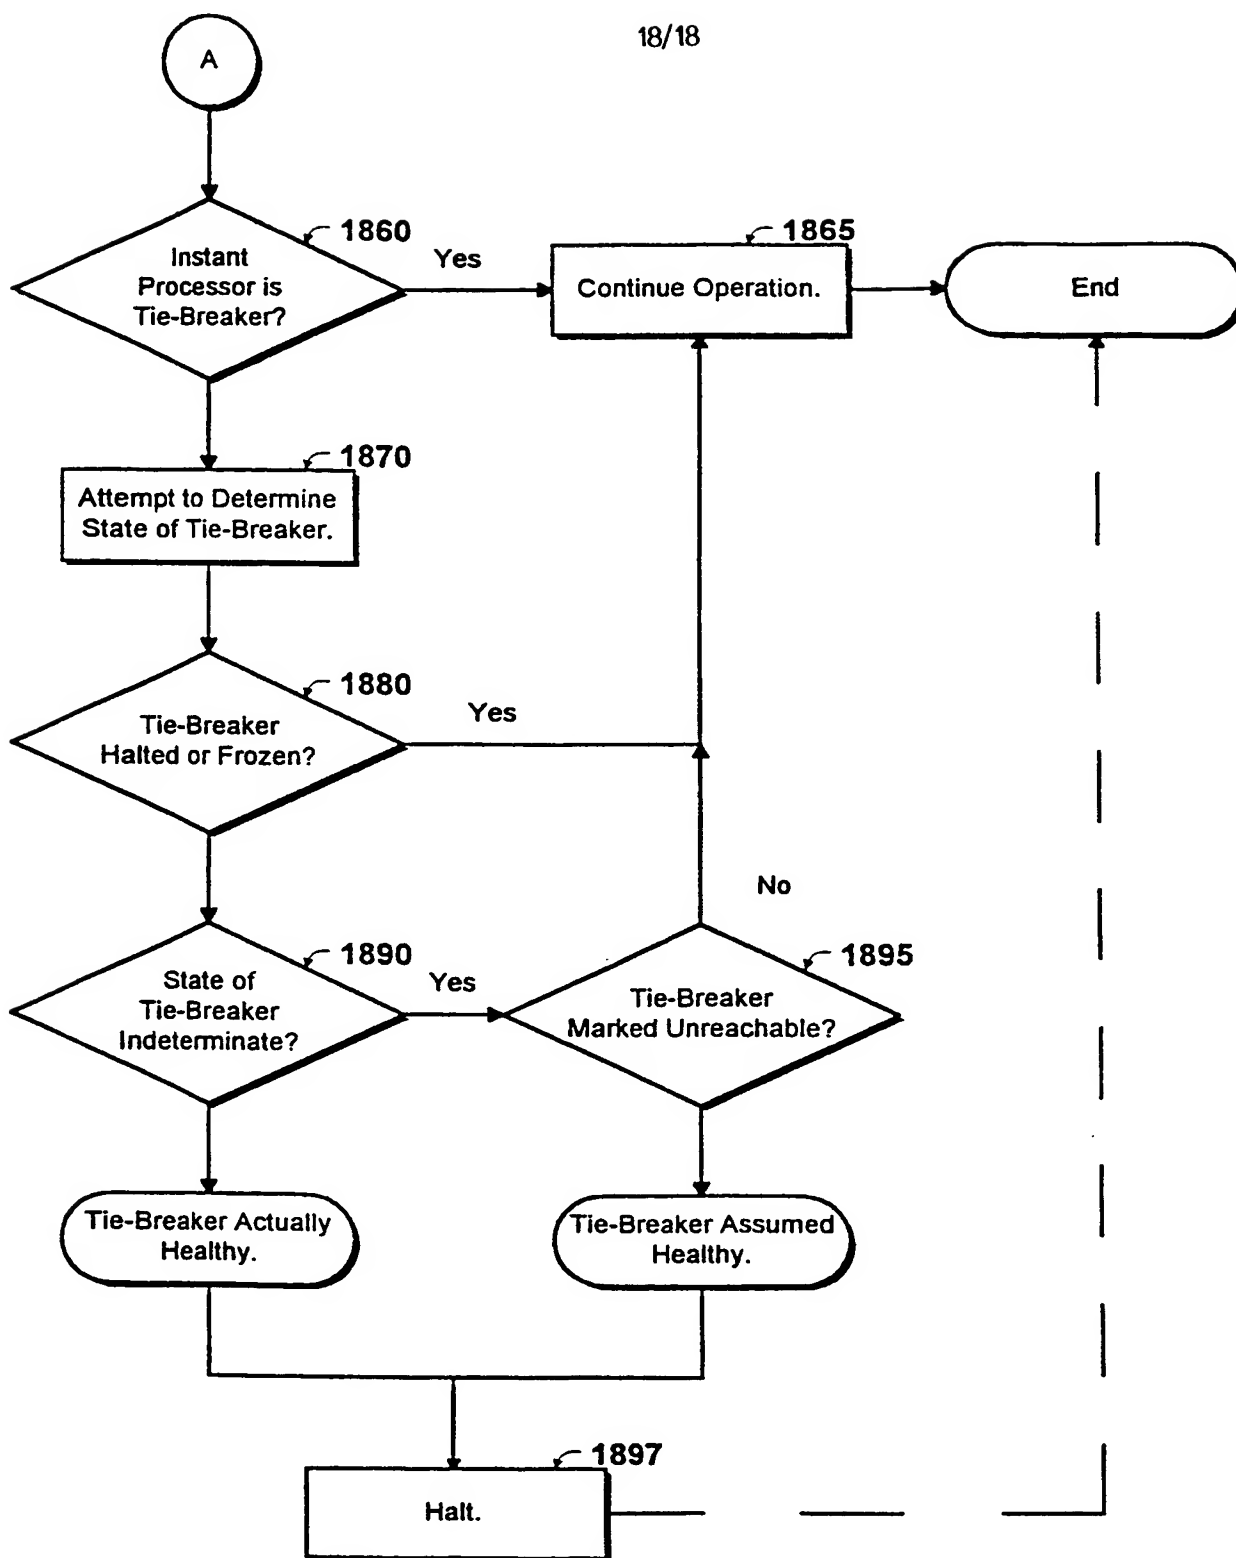 18/18
A
1860
Instant
Processor is
Tie-Breaker?
Yes
1865
Continue Operation.
End
1870
Attempt to Determine
State of Tie-Breaker.
1880
Tie-Breaker
Halted or Frozen?
Yes
No
1890
State of
Tie-Breaker
Indeterminate?
Yes
1895
Tie-Breaker
Marked Unreachable?
Tie-Breaker Actually
Healthy.
Tie-Breaker Assumed
Healthy.
1897
Halt.